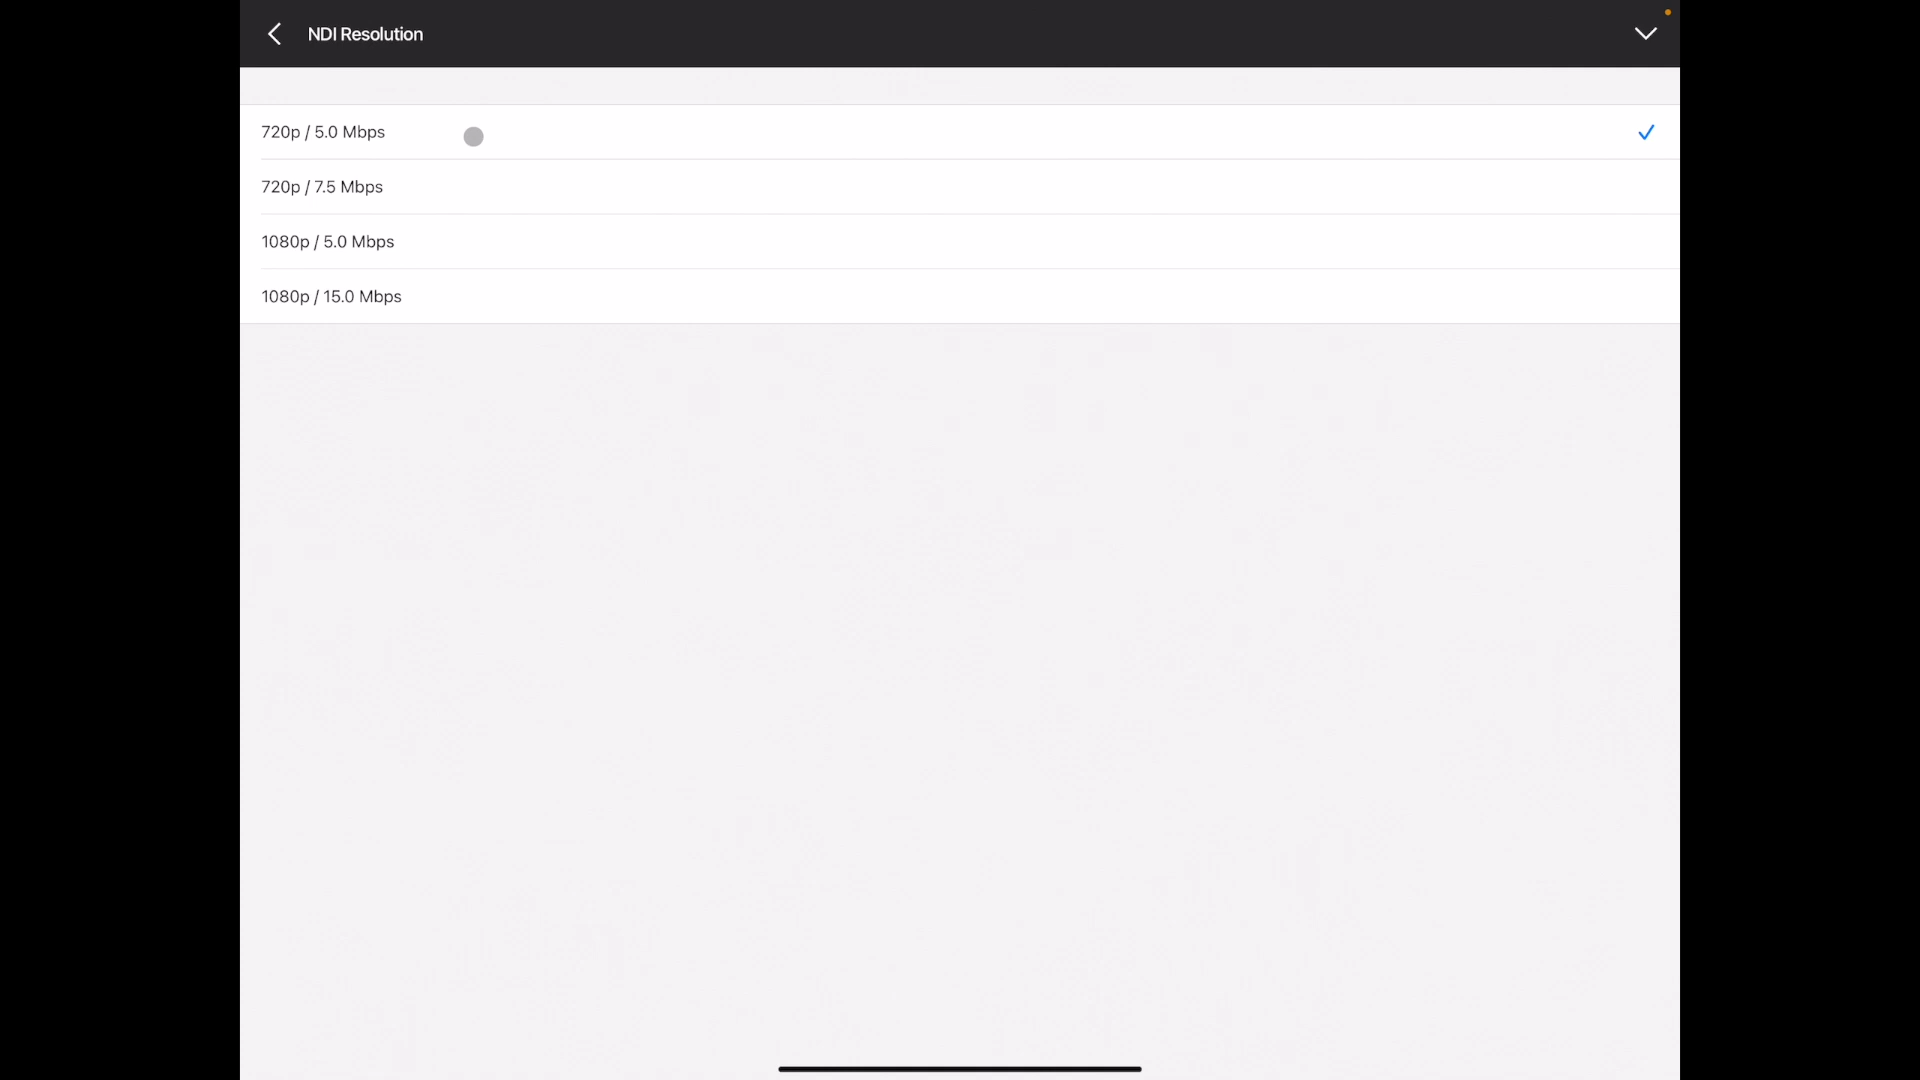 NDI Resolution
720p / 5.0 Mbps
720p / 7.5 Mbps
1080p / 5.0 Mbps
1080p / 15.0 Mbps